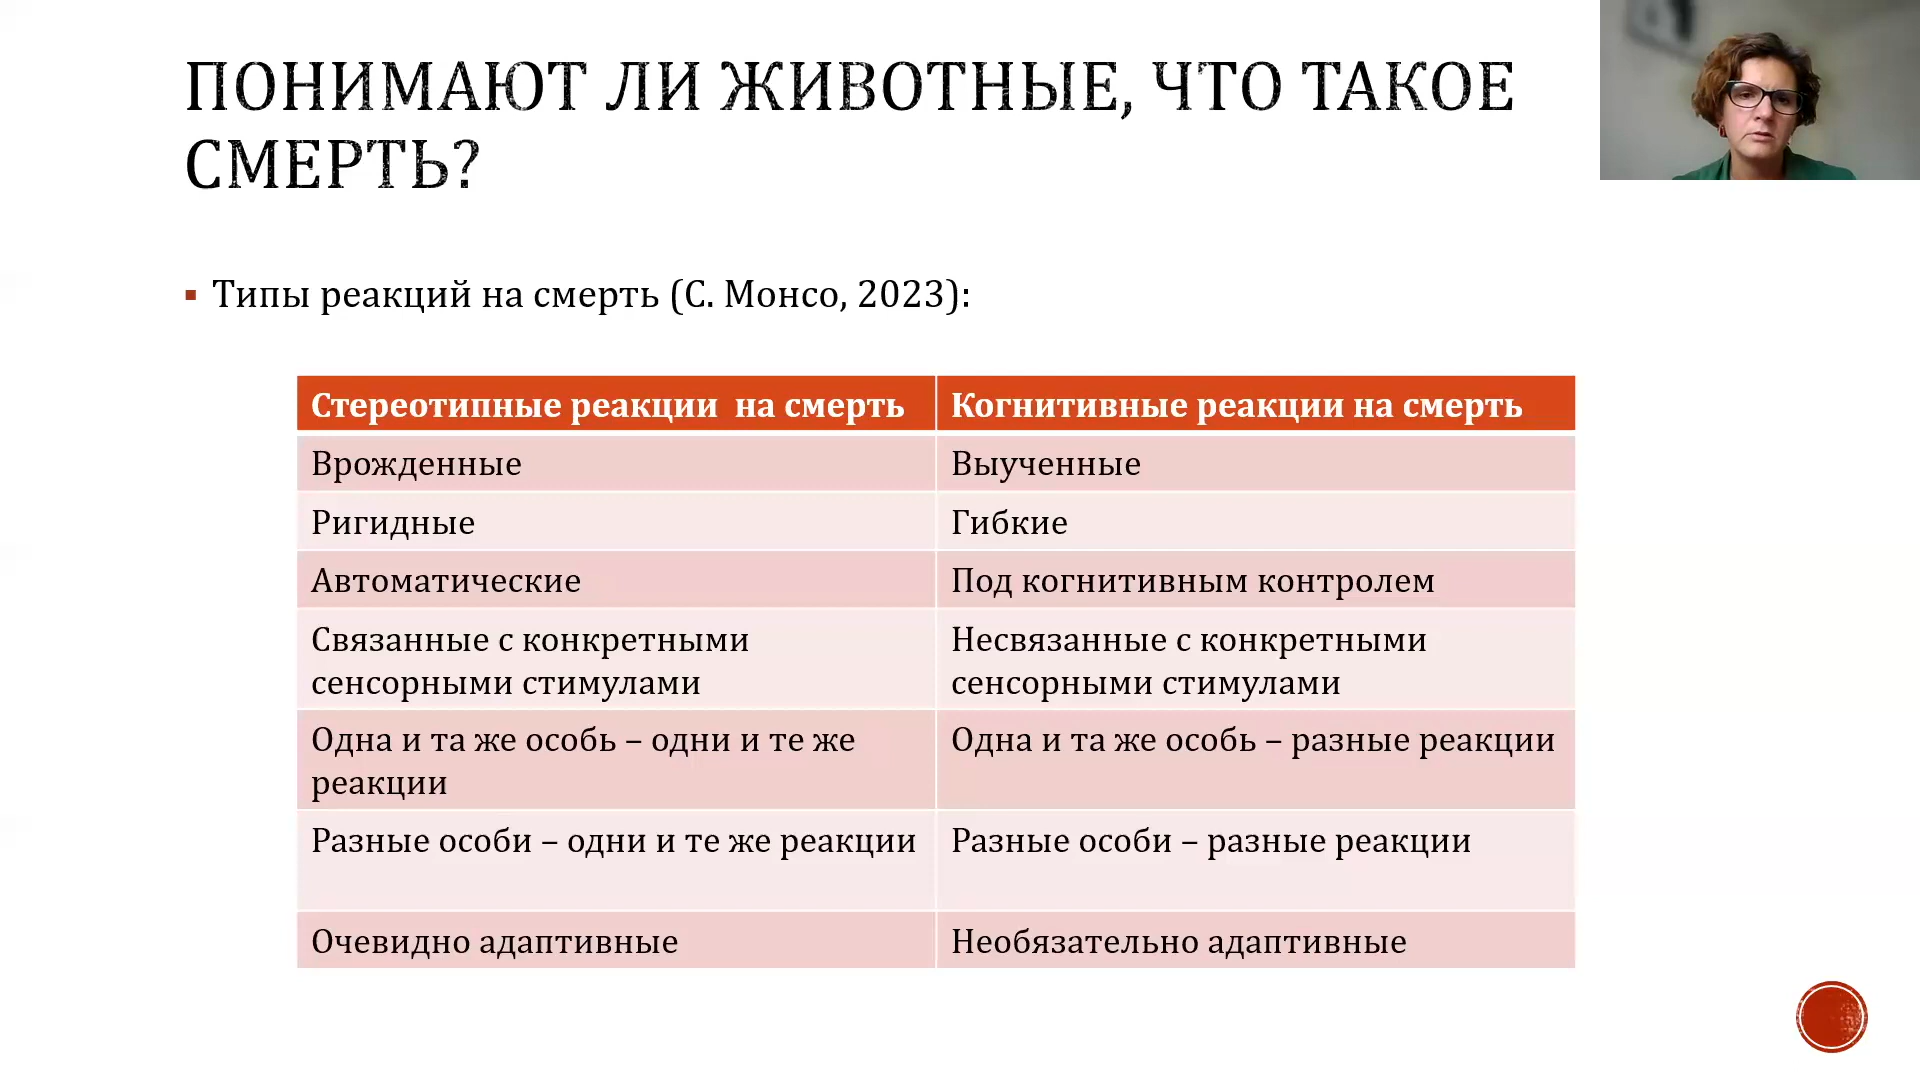 ПОНИМАЮТ ЛИ ЖИВОТНЫЕ, ЧТО ТАКОЕ
СМЕРТЬ?
Типы реакций на смерть (С. Монсо, 2023):
Стереотипные реакции на смерть
Когнитивные реакции на смерть
Врожденные
Выученные
Ригидные
Гибкие
Автоматические
Под когнитивным контролем
Связанные с конкретными
сенсорными стимулами
Несвязанные с конкретными
сенсорными стимулами
Одна и та же особь – одни и те же
реакции
Одна и та же особь – разные реакции
Разные особи – одни и те же реакции
Разные особи – разные реакции
Очевидно адаптивные
Необязательно адаптивные